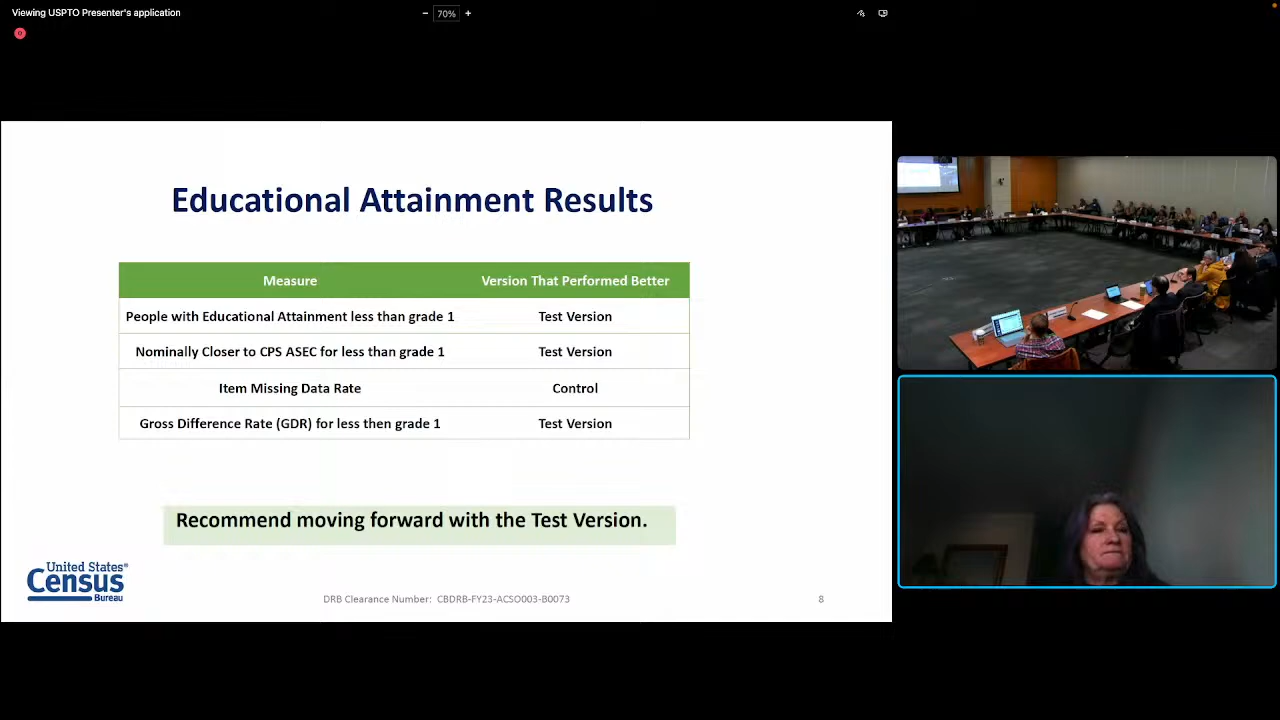 Viewing USPTO Presenter's application
− 70% +
Educational Attainment Results
Measure Version That Performed Better
People with Educational Attainment less than grade 1 Test Version
Nominally Closer to CPS ASEC for less than grade 1 Test Version
Item Missing Data Rate Control
Gross Difference Rate (GDR) for less then grade 1 Test Version
Recommend moving forward with the Test Version.
United States®
Census
Bureau
DRB Clearance Number: CBDRB-FY23-ACSO003-B0073
8